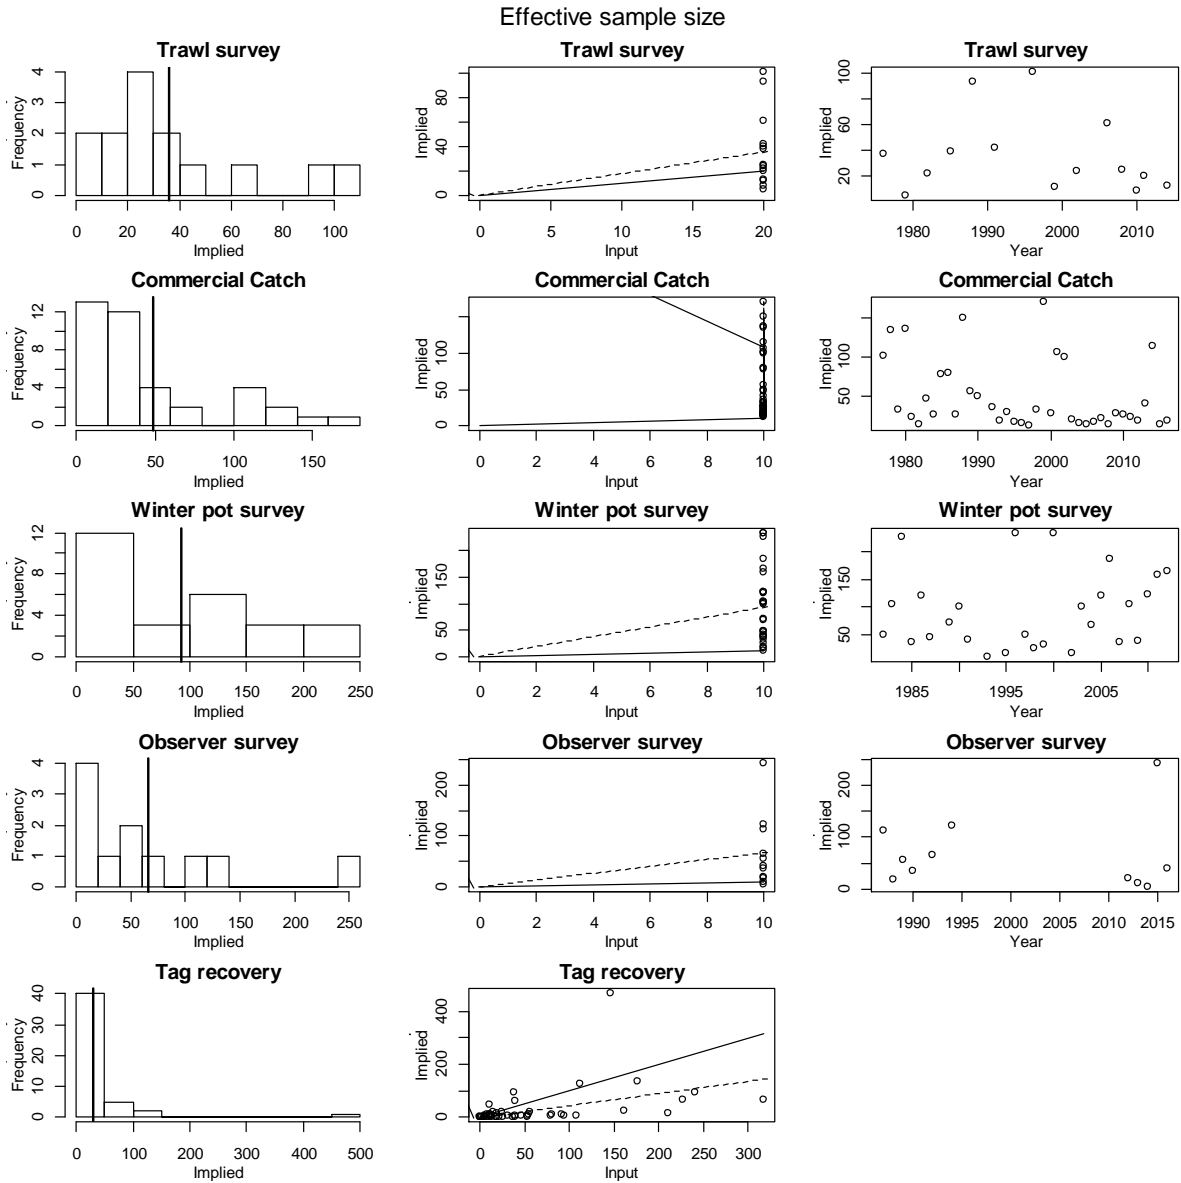 Effective sample size
Trawl survey
Frequency
0 1 2 3 4
0 20 40 60 80 100
Implied
Trawl survey
Implied
0 40 80
0 5 10 15 20
Input
Trawl survey
Implied
20 60 100
1980 1990 2000 2010
Year
Commercial Catch
Frequency
0 4 8 12
0 50 100 150
Implied
Commercial Catch
Implied
0 50 100
0 2 4 6 8 10
Input
Commercial Catch
Implied
50 100
1980 1990 2000 2010
Year
Winter pot survey
Frequency
0 3 6 9 12
0 50 100 150 200 250
Implied
Winter pot survey
Implied
0 50 150
0 2 4 6 8 10
Input
Winter pot survey
Implied
50 150
1985 1995 2005
Year
Observer survey
Frequency
0 1 2 3 4
0 50 100 150 200 250
Implied
Observer survey
Implied
0 100 200
0 2 4 6 8 10
Input
Observer survey
Implied
0 100 200
1990 1995 2000 2005 2010 2015
Year
Tag recovery
Frequency
0 10 20 30 40
0 100 200 300 400 500
Implied
Tag recovery
Implied
0 200 400
0 50 100 150 200 250 300
Input